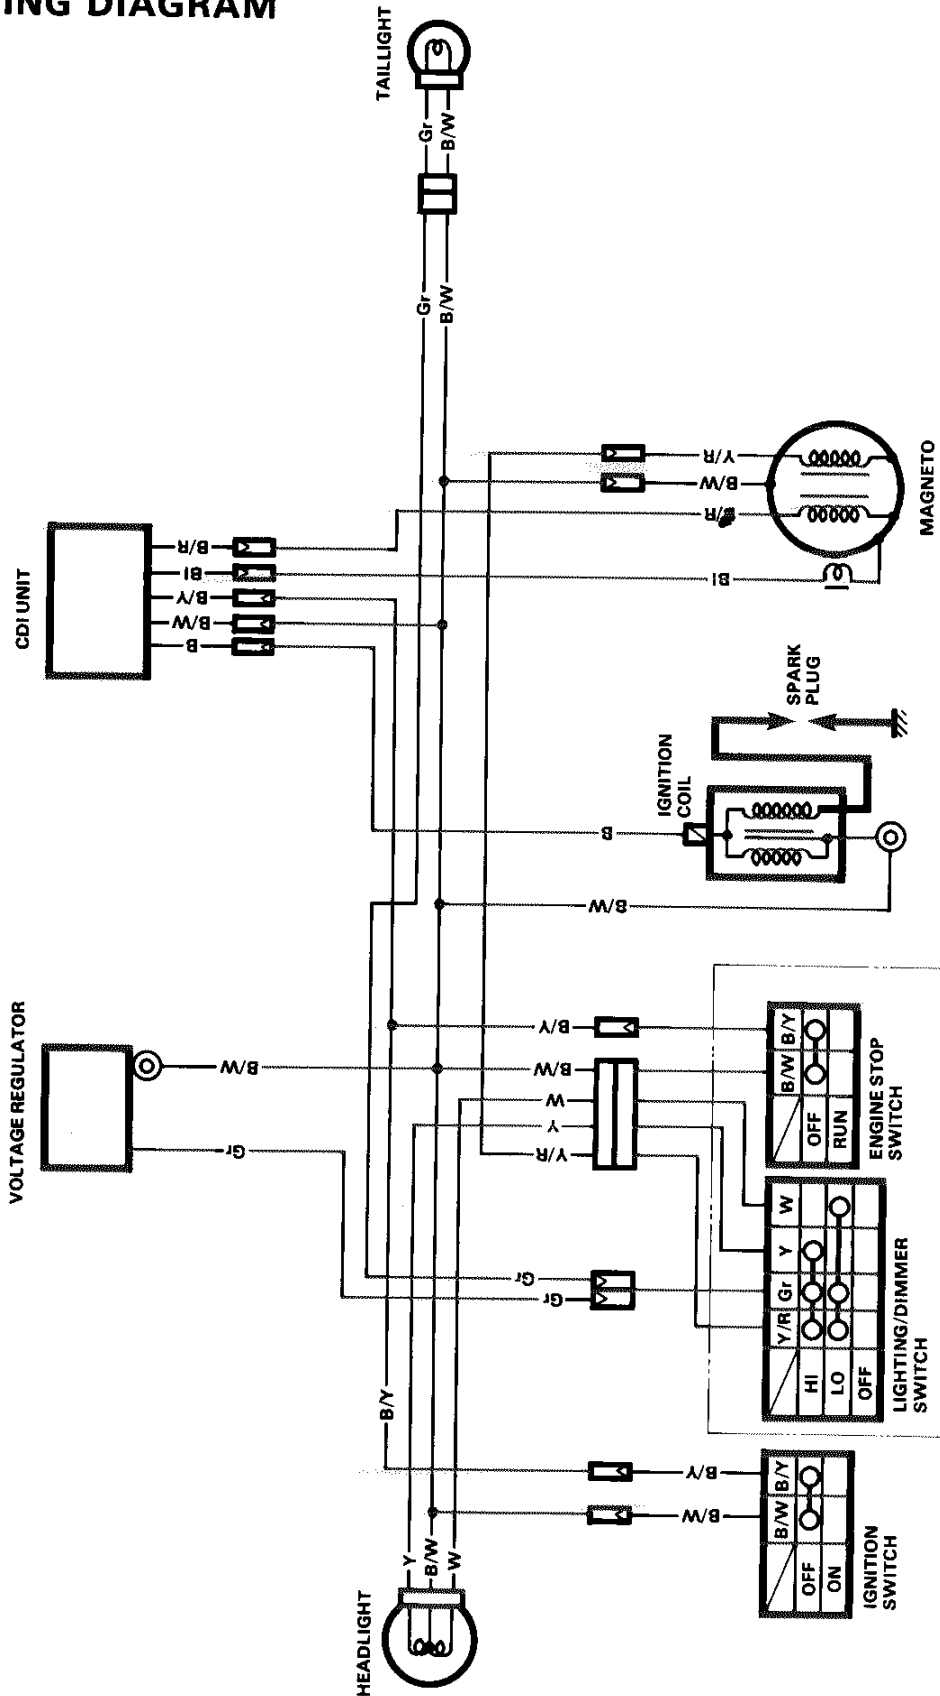 ING DIAGRAM
TAILLIGHT
Gr
B/W
Gr
B/W
CDI UNIT
B/R
Bl
B/Y
B/W
B
Y/R
B/W
B/R
Bl
MAGNETO
SPARK
PLUG
IGNITION
COIL
B
B/W
VOLTAGE REGULATOR
B/W
Gr
B/Y
B/W
W
Y
Y/R
B/W B/Y
OFF
RUN
ENGINE STOP
SWITCH
Gr
Gr
Y/R Gr Y W
HI
LO
OFF
LIGHTING/DIMMER
SWITCH
B/Y
B/Y
B/W
B/W B/Y
OFF
ON
IGNITION
SWITCH
Y
B/W
W
HEADLIGHT